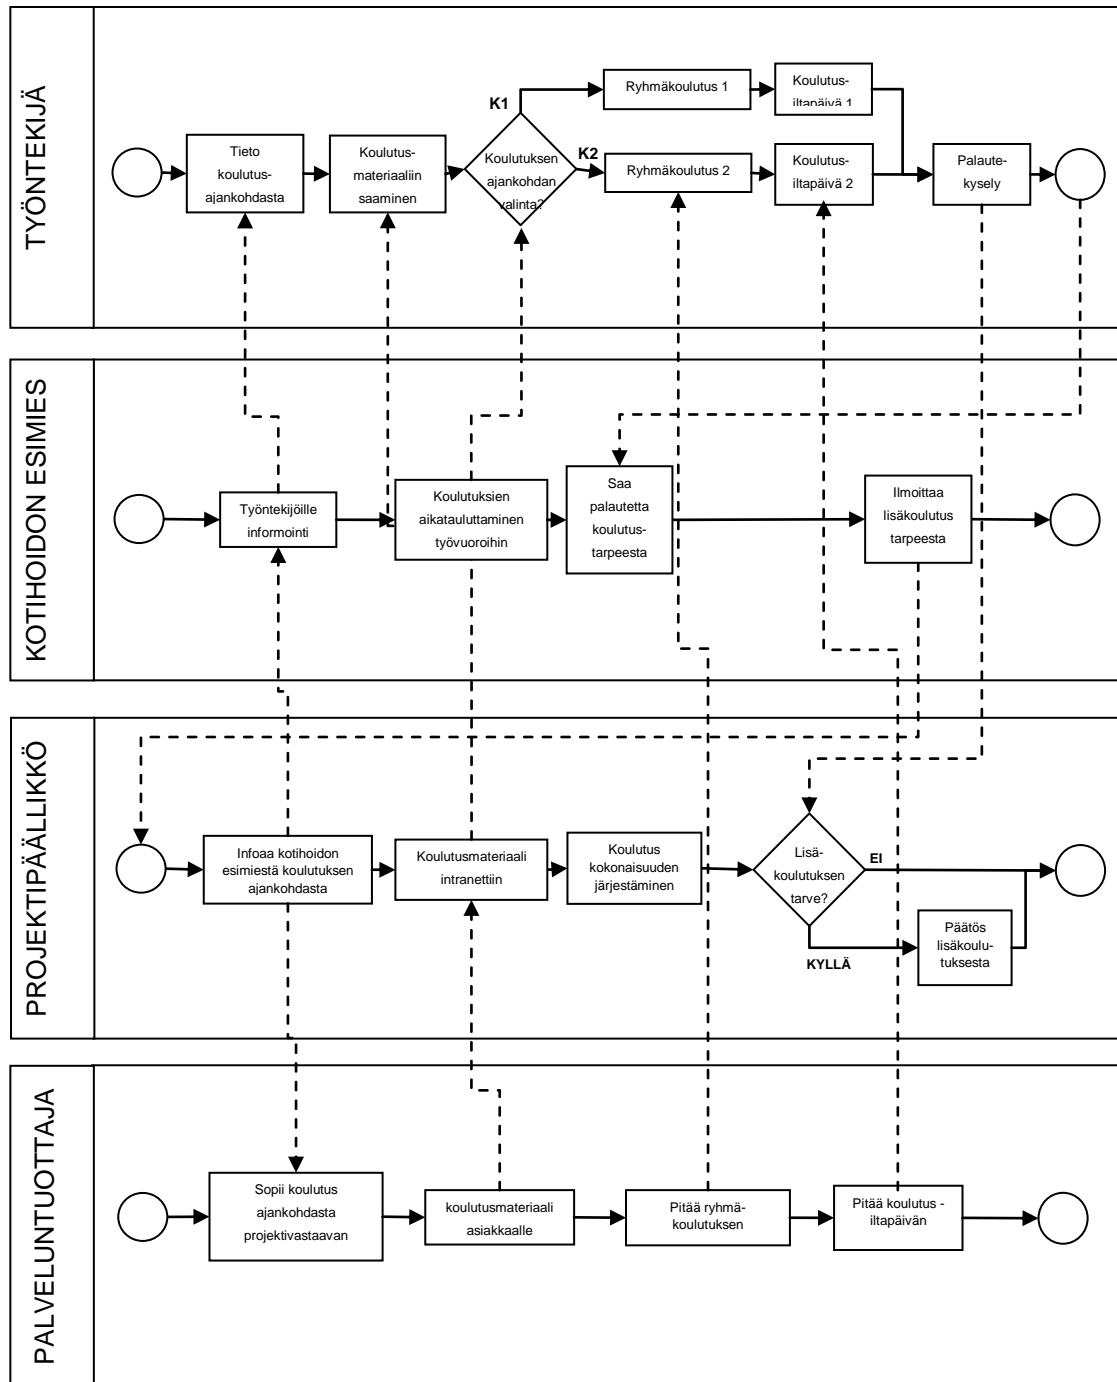 TYÖNTEKIJÄ
Tieto
koulutus-
ajankohdasta
Koulutus-
materiaaliin
saaminen
Koulutuksen
ajankohdan
valinta?
K1
K2
Ryhmäkoulutus 1
Koulutus-
iltapäivä 1
Ryhmäkoulutus 2
Koulutus-
iltapäivä 2
Palaute-
kysely
KOTIHOIDON ESIMIES
Työntekijöille
informointi
Koulutuksien
aikatauluttaminen
työvuoroihin
Saa
palautetta
koulutus-
tarpeesta
Ilmoittaa
lisäkoulutus
tarpeesta
PROJEKTIPÄÄLLIKKÖ
Infoaa kotihoidon
esimiestä koulutuksen
ajankohdasta
Koulutusmateriaali
intranettiin
Koulutus
kokonaisuuden
järjestäminen
Lisä-
koulutuksen
tarve?
EI
KYLLÄ
Päätös
lisäkoulu-
tuksesta
PALVELUNTUOTTAJA
Sopii koulutus
ajankohdasta
projektivastaavan
koulutusmateriaali
asiakkaalle
Pitää ryhmä-
koulutuksen
Pitää koulutus -
iltapäivän